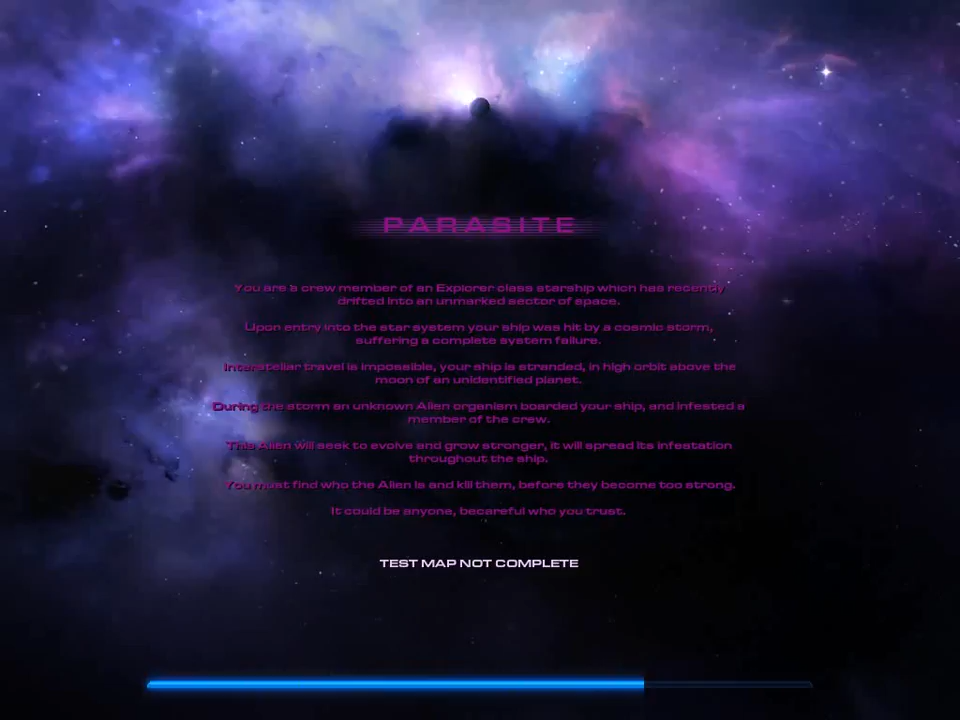 PARASITE
You are a crew member of an Explorer class starship which has recently
drifted into an unmarked sector of space.
Upon entry into the star system your ship was hit by a cosmic storm,
suffering a complete system failure.
Interstellar travel is impossible, your ship is stranded, in high orbit above the
moon of an unidentified planet.
During the storm an unknown Alien organism boarded your ship, and infested a
member of the crew.
This Alien will seek to evolve and grow stronger, it will spread its infestation
throughout the ship.
You must find who the Alien is and kill them, before they become too strong.
It could be anyone, becareful who you trust.
TEST MAP NOT COMPLETE